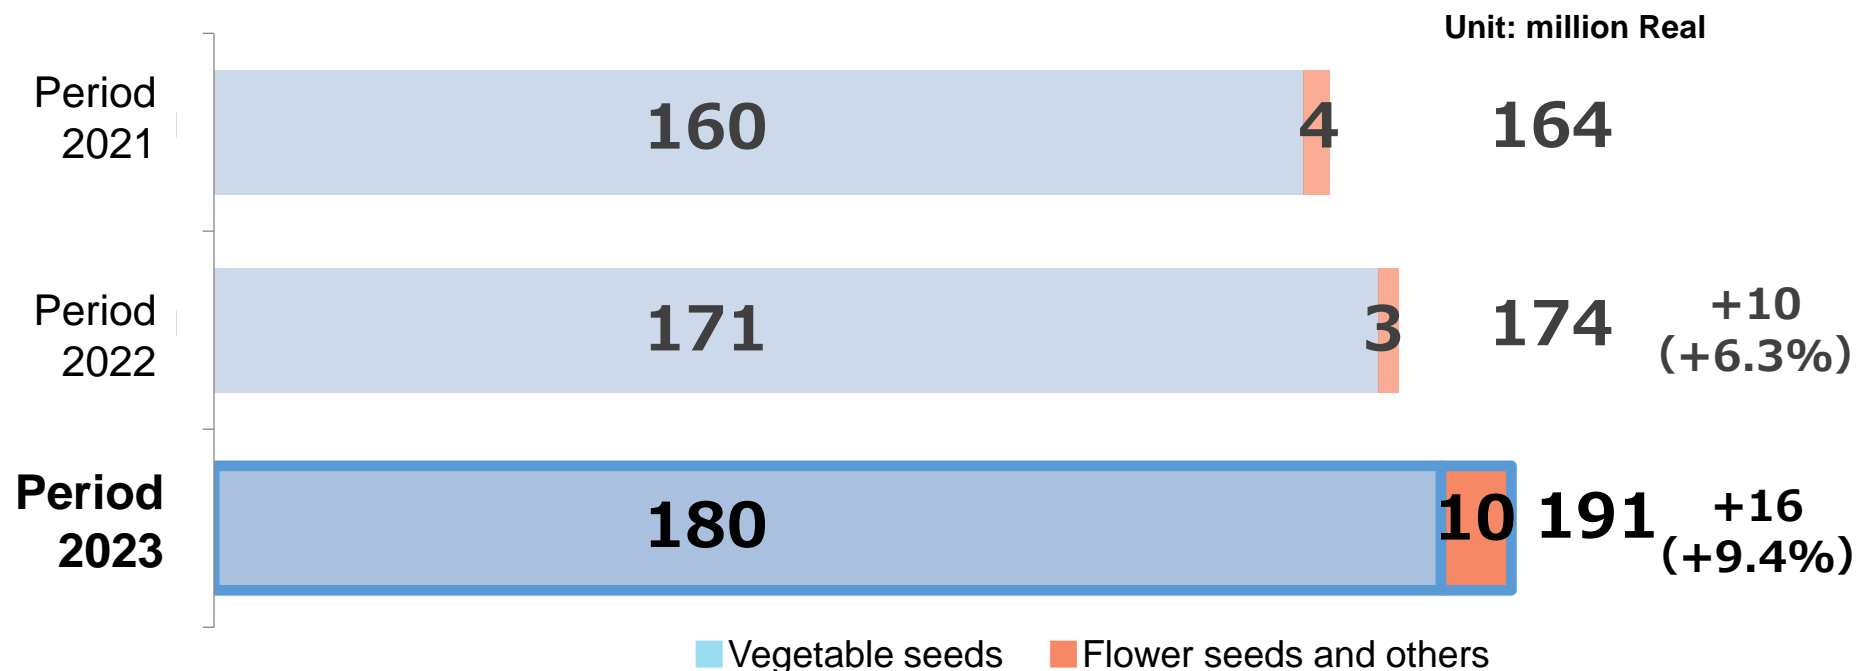 Unit: million Real
Period
2021
160
4
164
Period
2022
171
3
174
+10
(+6.3%)
Period
2023
180
10
191
+16
(+9.4%)
Vegetable seeds
Flower seeds and others